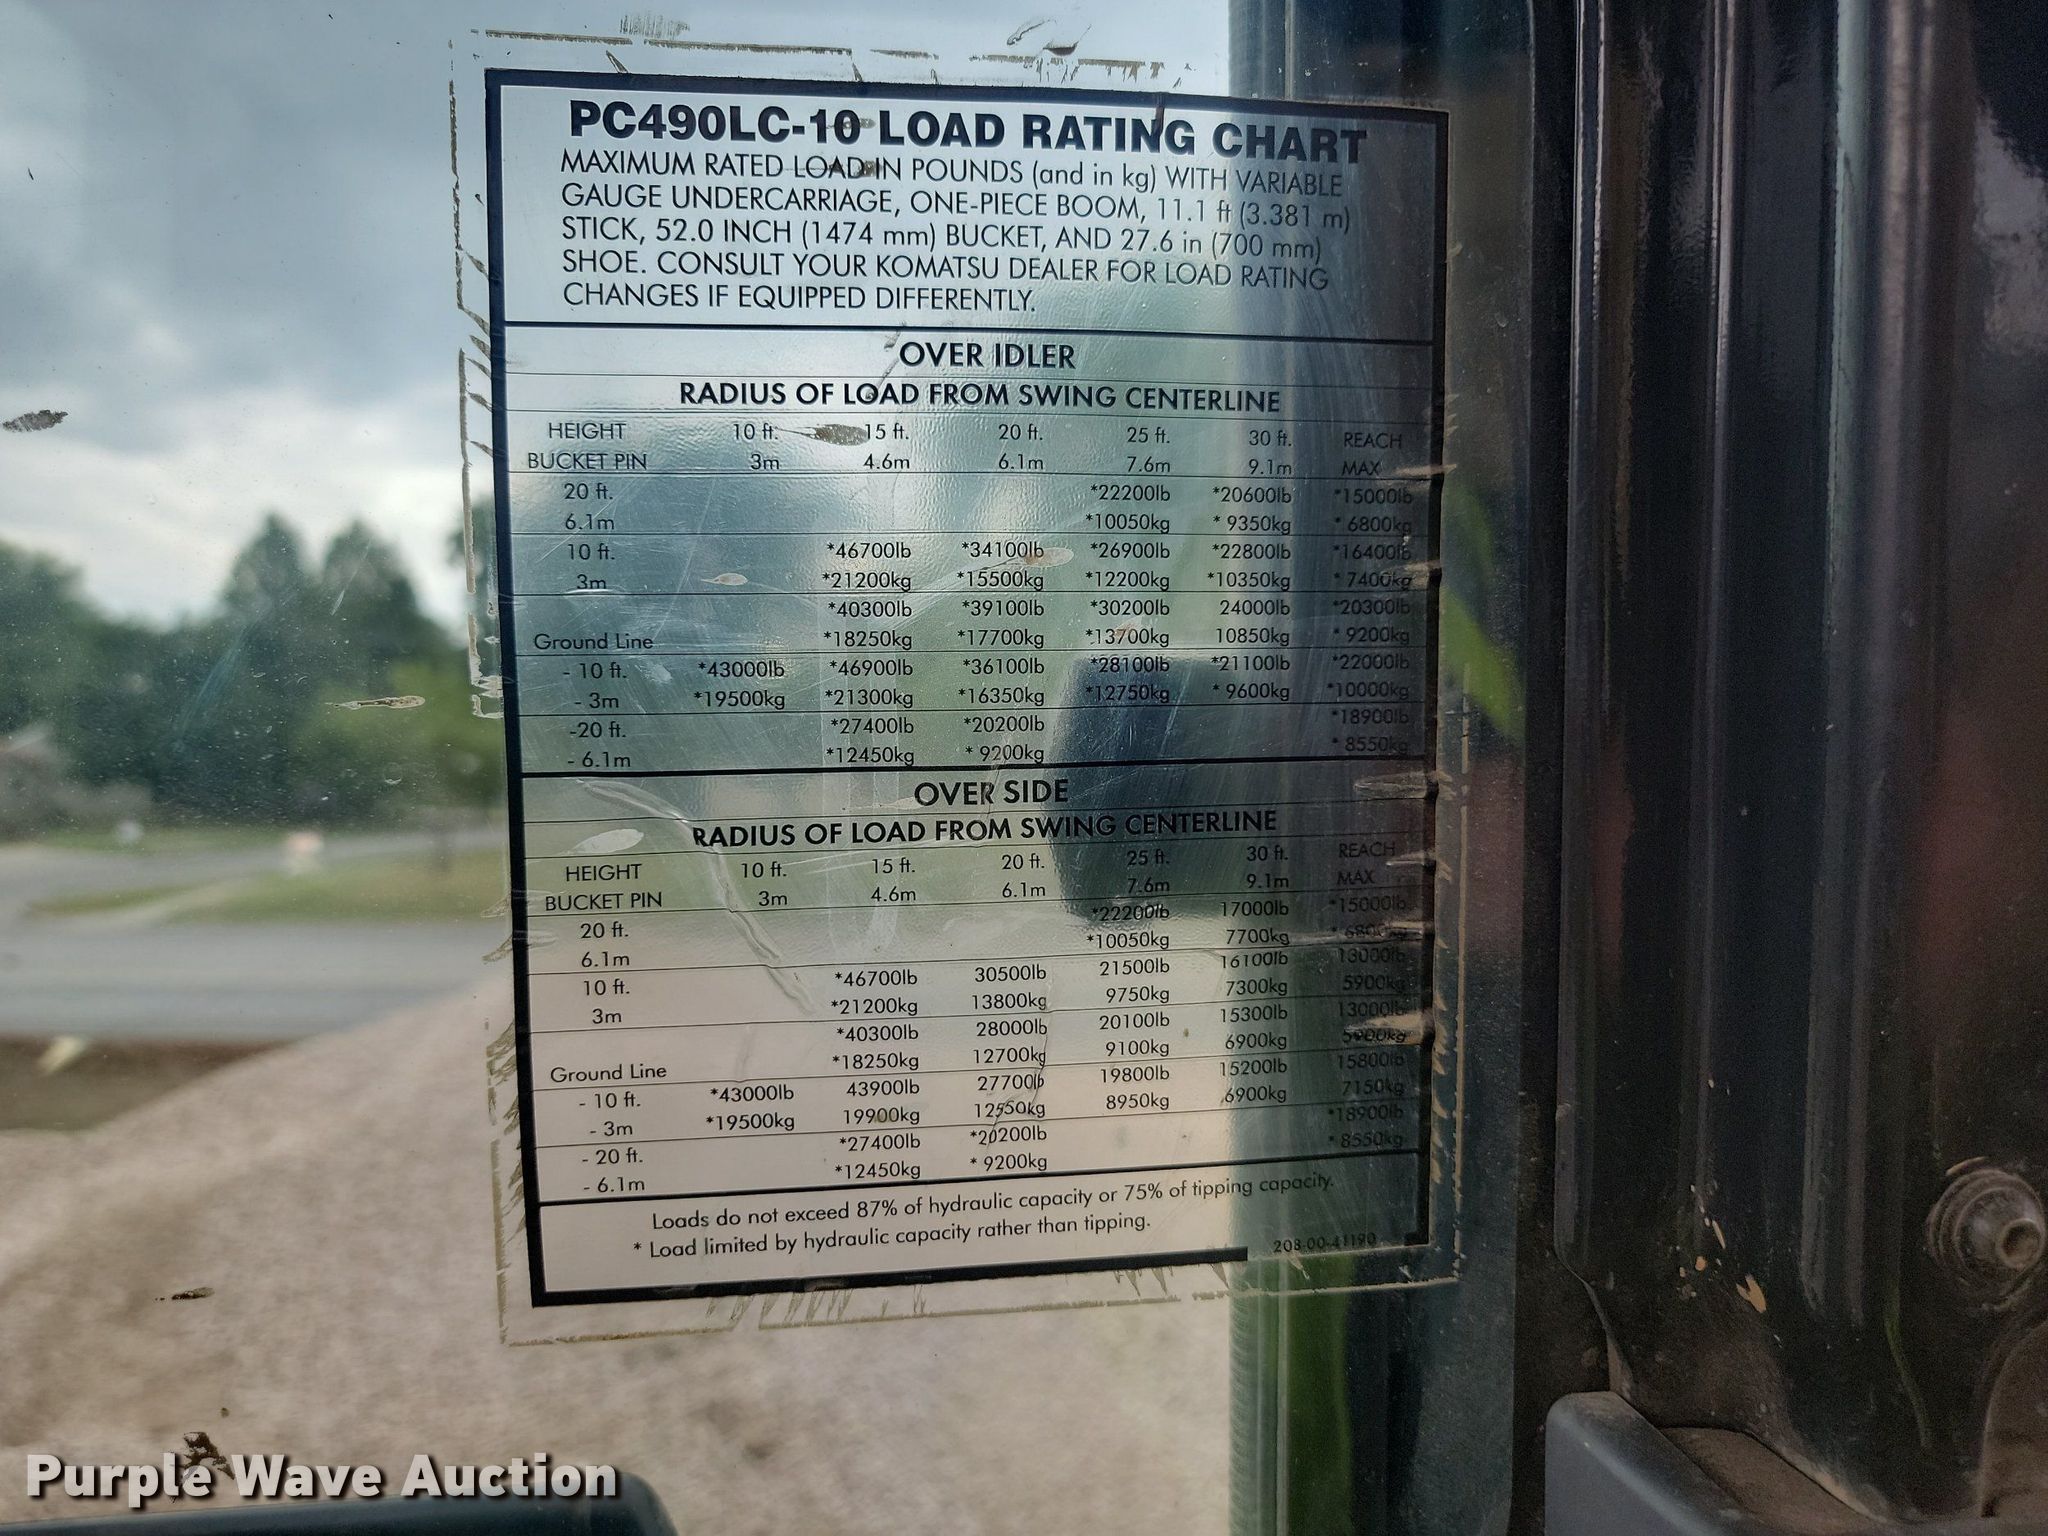 PC490LC-10 LOAD RATING CHART
MAXIMUM RATED LOAD IN POUNDS (and in kg) WITH VARIABLE
GAUGE UNDERCARRIAGE, ONE-PIECE BOOM, 11.1 ft (3.381 m)
STICK, 52.0 INCH (1474 mm) BUCKET, AND 27.6 in (700 mm)
SHOE. CONSULT YOUR KOMATSU DEALER FOR LOAD RATING
CHANGES IF EQUIPPED DIFFERENTLY.
OVER IDLER
RADIUS OF LOAD FROM SWING CENTERLINE
HEIGHT 10 ft. 15 ft. 20 ft. 25 ft. 30 ft. REACH
BUCKET PIN 3m 4.6m 6.1m 7.6m 9.1m MAX
20 ft. *22200lb *20600lb *15000lb
6.1m *10050kg * 9350kg * 6800kg
10 ft. *46700lb *34100lb *26900lb *22800lb *16400lb
3m *21200kg *15500kg *12200kg *10350kg * 7400kg
*40300lb *39100lb *30200lb 24000lb *20300lb
Ground Line *18250kg *17700kg *13700kg 10850kg * 9200kg
- 10 ft. *43000lb *46900lb *36100lb *28100lb *21100lb *22000lb
- 3m *19500kg *21300kg *16350kg *12750kg * 9600kg *10000kg
-20 ft. *27400lb *20200lb *18900lb
- 6.1m *12450kg * 9200kg * 8550kg
OVER SIDE
RADIUS OF LOAD FROM SWING CENTERLINE
HEIGHT 10 ft. 15 ft. 20 ft. 25 ft. 30 ft. REACH
BUCKET PIN 3m 4.6m 6.1m 7.6m 9.1m MAX
20 ft. *22200lb 17000lb *15000lb
6.1m *10050kg 7700kg * 6800kg
10 ft. *46700lb 30500lb 21500lb 16100lb 13000lb
3m *21200kg 13800kg 9750kg 7300kg 5900kg
*40300lb 28000lb 20100lb 15300lb 13000lb
Ground Line *18250kg 12700kg 9100kg 6900kg 5900kg
- 10 ft. *43000lb 43900lb 27700lb 19800lb 15200lb 15800lb
- 3m *19500kg 19900kg 12550kg 8950kg 6900kg 7150kg
- 20 ft. *27400lb *20200lb *18900lb
- 6.1m *12450kg * 9200kg * 8550kg
Loads do not exceed 87% of hydraulic capacity or 75% of tipping capacity.
* Load limited by hydraulic capacity rather than tipping.
208-00-41190
Purple Wave Auction